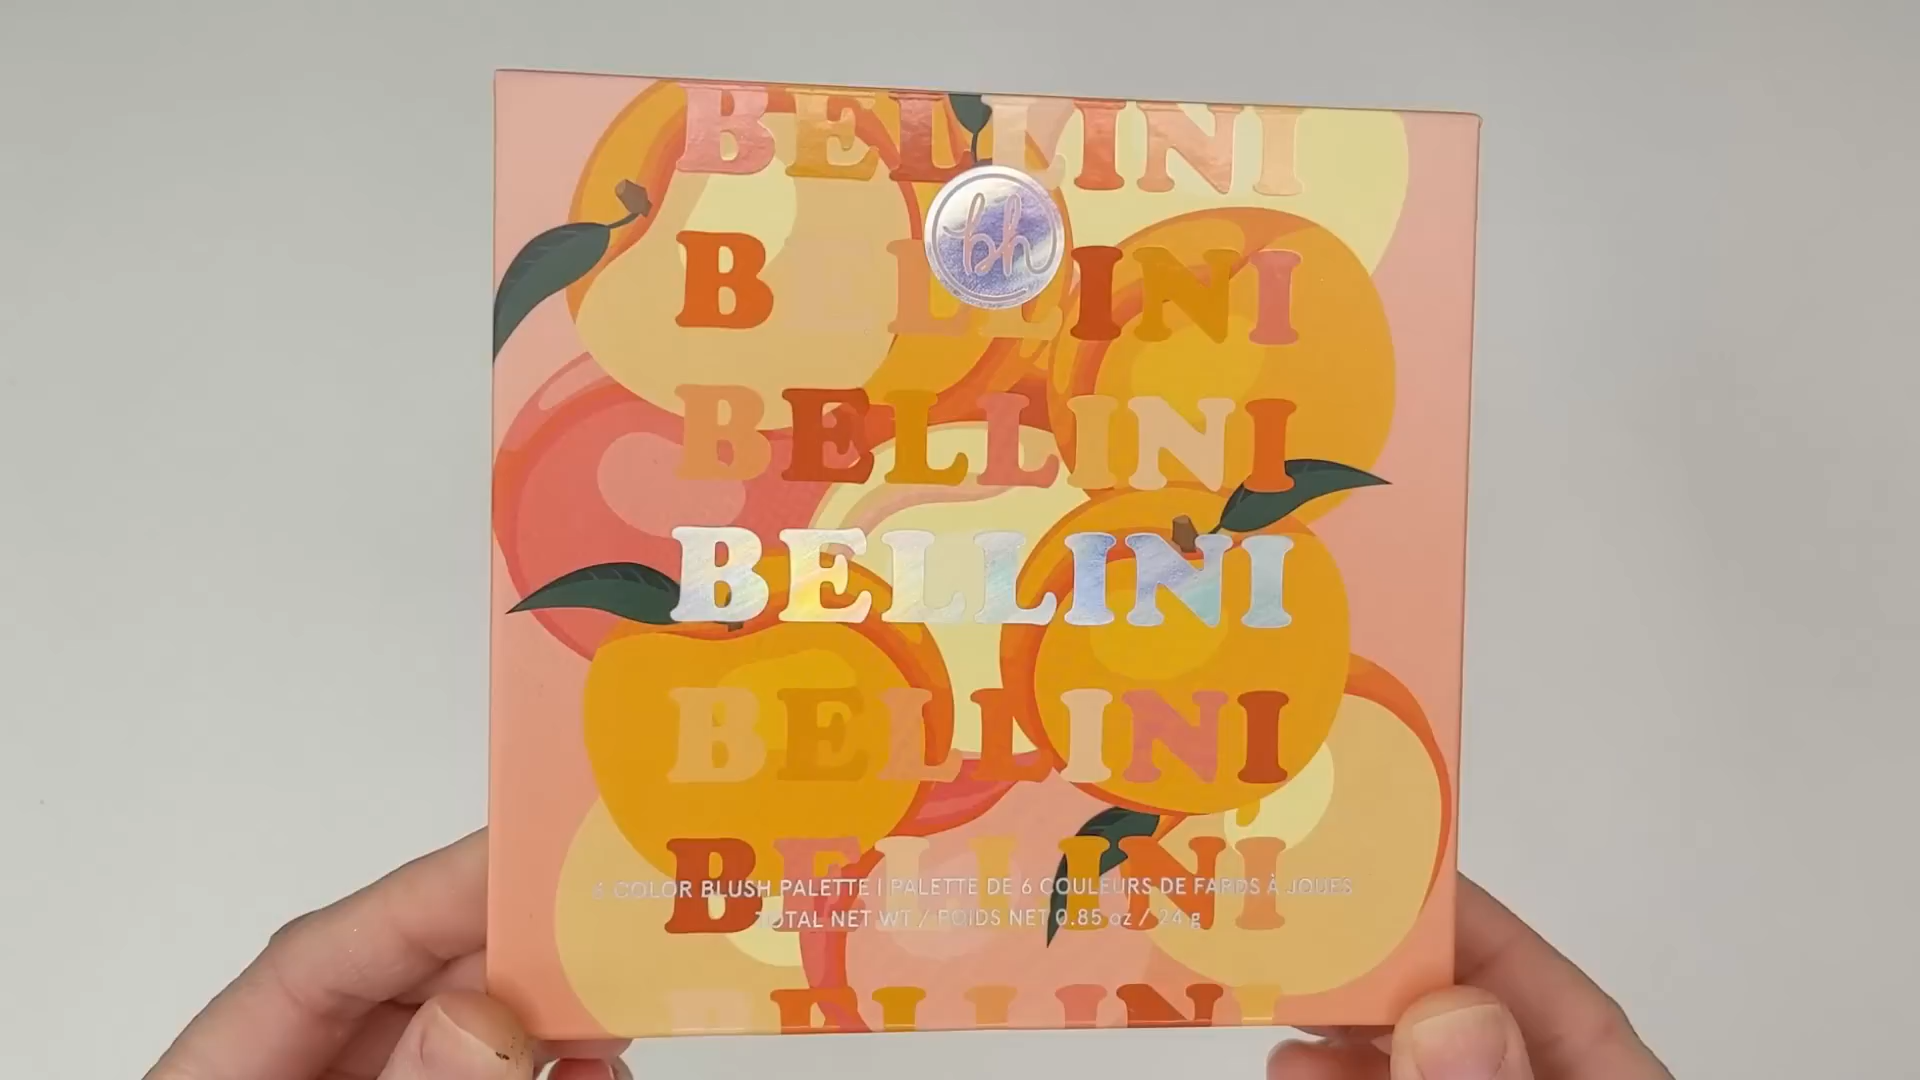 BELLINI
bh
BELLINI
BELLINI
BELLINI
BELLINI
BELLINI
6 COLOR BLUSH PALETTE | PALETTE DE 6 COULEURS DE FARDS À JOUES
TOTAL NET WT / POIDS NET 0.85 oz / 24 g
BELLINI